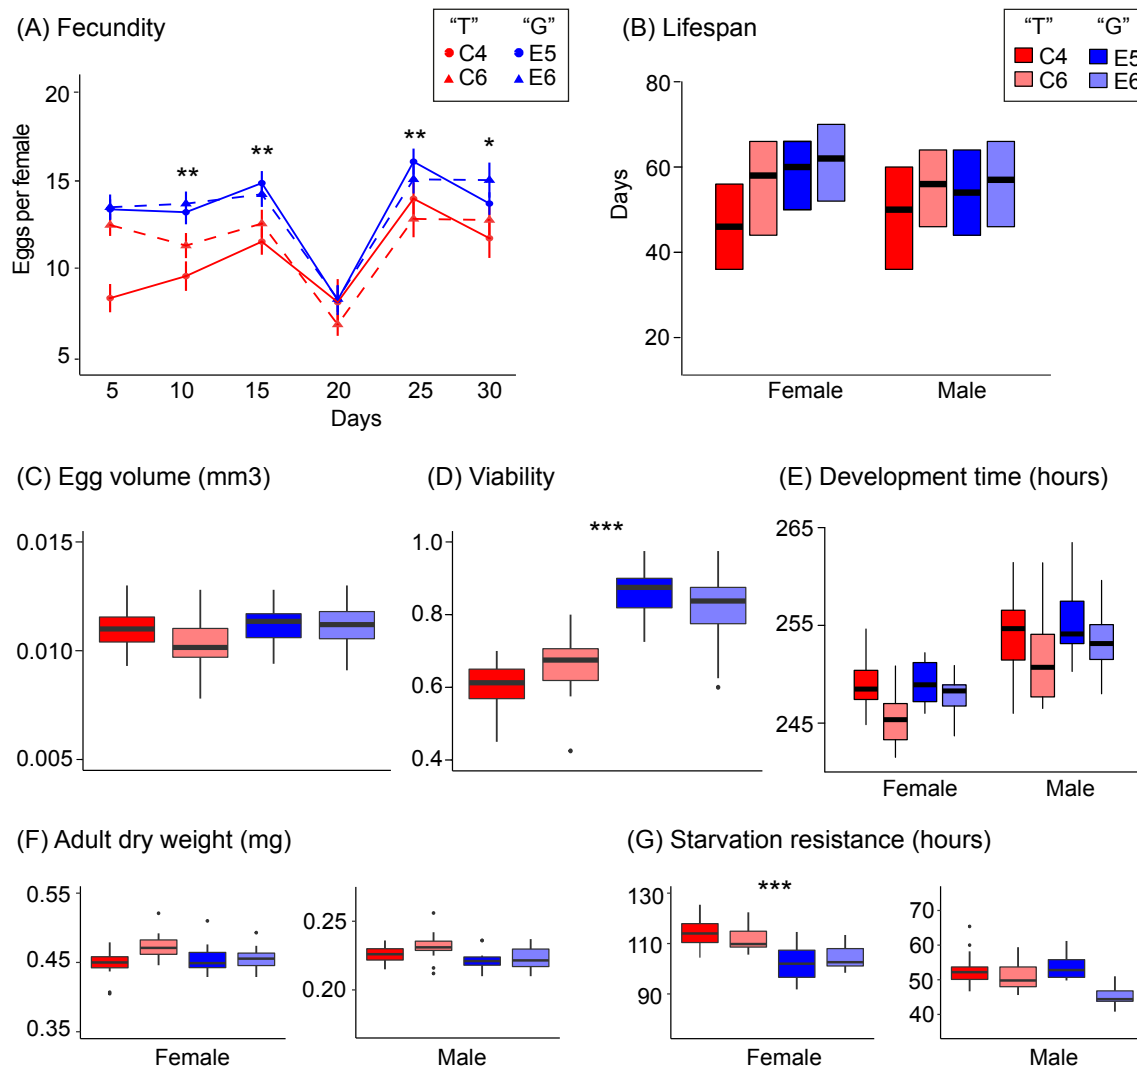 (A) Fecundity
“T” “G”
C4 E5
C6 E6
Eggs per female
20
15
10
5
** ** ** *
5 10 15 20 25 30
Days
(B) Lifespan
“T” “G”
C4 E5
C6 E6
Days
80
60
40
20
Female Male
(C) Egg volume (mm3)
0.015
0.010
0.005
(D) Viability
***
1.0
0.8
0.6
0.4
(E) Development time (hours)
265
255
245
Female Male
(F) Adult dry weight (mg)
0.55
0.45
0.35
Female
0.25
0.20
Male
(G) Starvation resistance (hours)
***
130
110
90
Female
70
60
50
40
Male